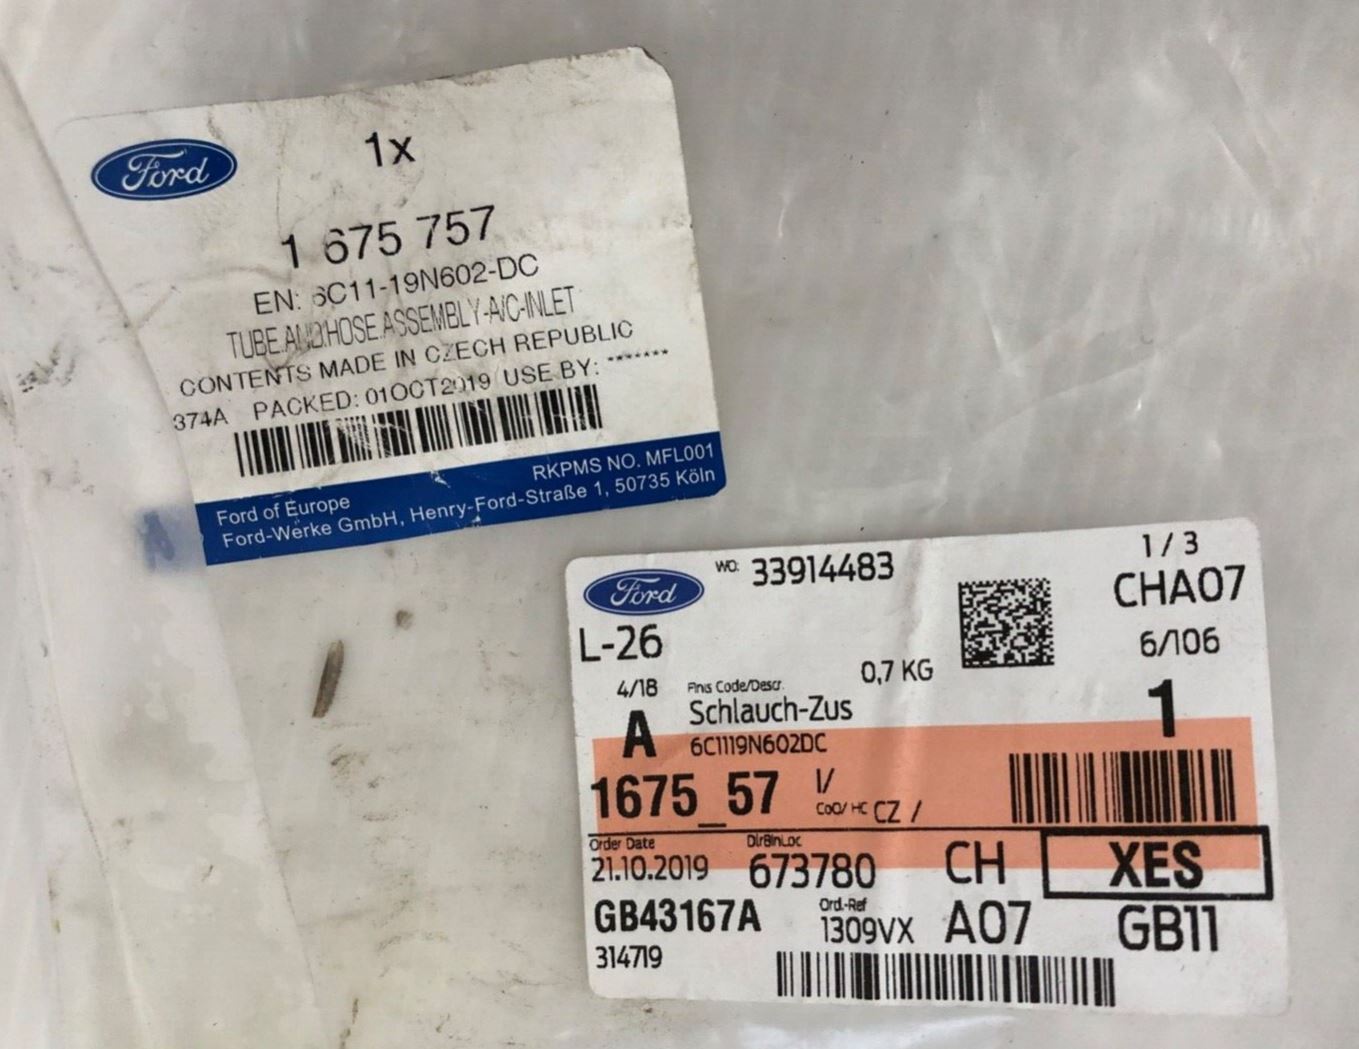 Ford
1x
1 675 757
EN: 6C11-19N602-DC
TUBE.AND.HOSE.ASSEMBLY-A/C-INLET
CONTENTS MADE IN CZECH REPUBLIC
374A PACKED: 01OCT2019 USE BY: *******
RKPMS NO. MFL001
Ford of Europe
Ford-Werke GmbH, Henry-Ford-Straße 1, 50735 Köln
Ford
WO: 33914483
1 / 3
CHA07
L-26
0,7 KG
6/106
4/18
Finis Code/Descr.
A
Schlauch-Zus
1
6C1119N602DC
1675_57
I/
CoO/ HC CZ /
Order Date
DirBinLoc
21.10.2019
673780
CH
XES
GB43167A
Ord.-Ref
1309VX
A07
GB11
314719